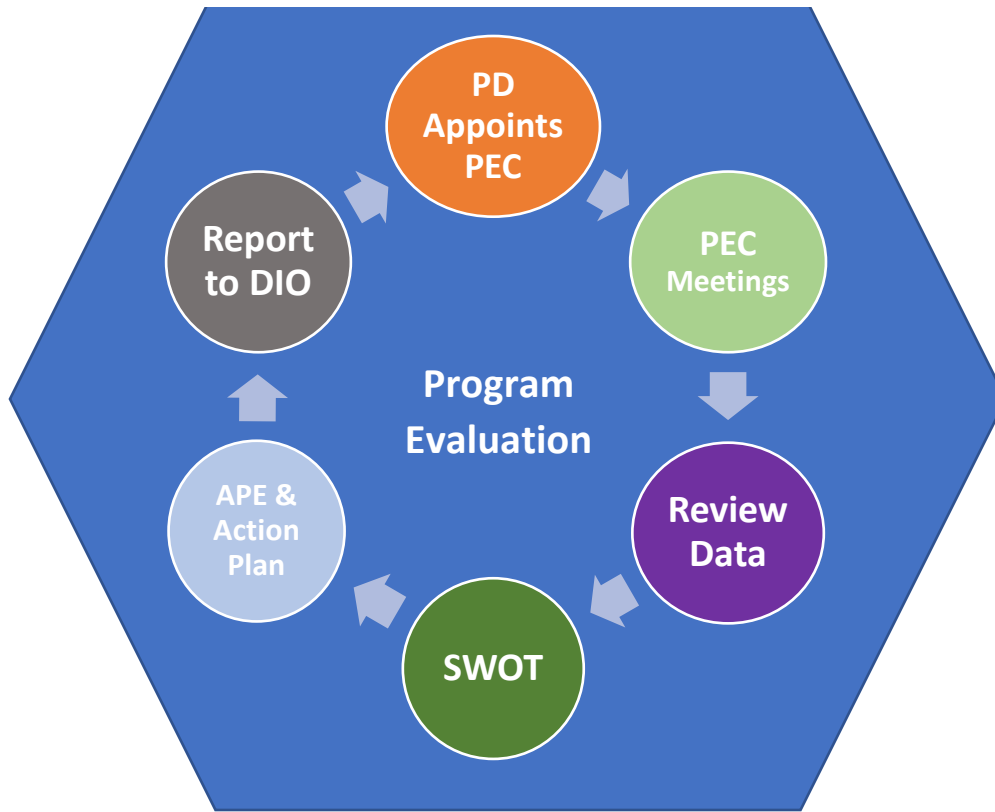 PD
Appoints
PEC
PEC
Meetings
Review
Data
SWOT
APE &
Action
Plan
Report
to DIO
Program
Evaluation